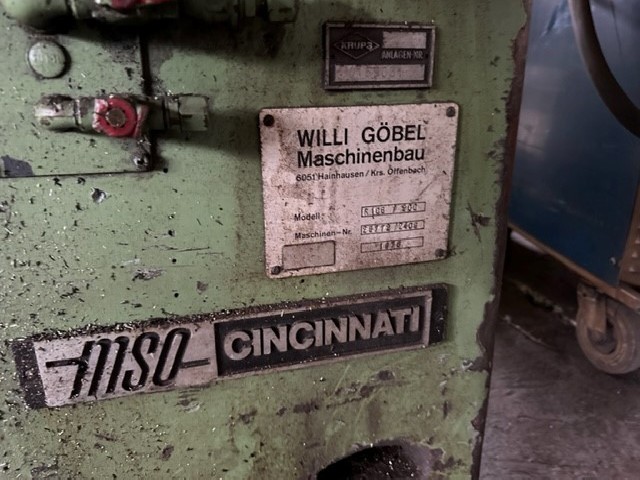 ANLAGEN-NR.
WILLI GÖBEL
Maschinenbau
6051 Hainhausen / Krs. Offenbach
Modell
Maschinen-Nr.
MSO CINCINNATI